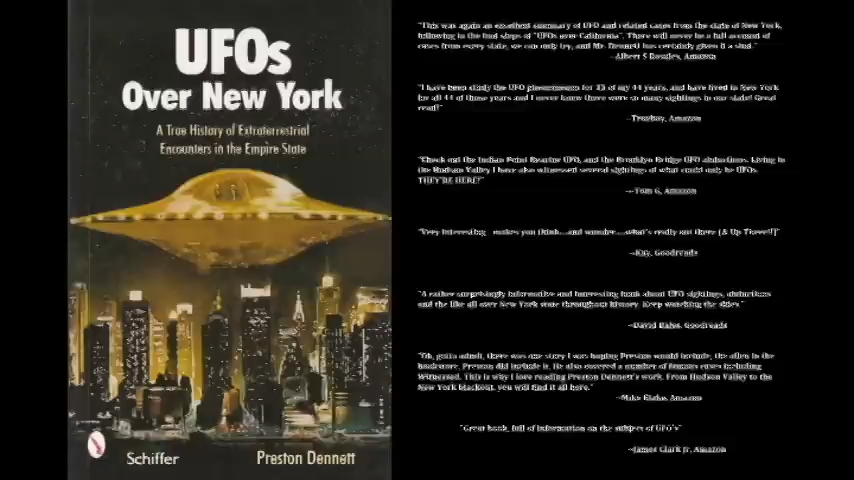 UFOs
Over New York
A True History of Extraterrestrial
Encounters in the Empire State
Schiffer
Preston Dennett
"This was again an excellent summary of UFO and related cases from the state of New York,
following in the foot steps of "UFOs over California". There will never be a full account of
cases from every state, we can only try, and Mr. Dennett has certainly given it a stud."
--Albert S Rosales, Amazon
"I have been study the UFO phenomenon for 33 of my 44 years, and have lived in New York
for all 44 of those years and I never knew there were so many sightings in our state! Great
read!"
--Troyboy, Amazon
"Check out the Indian Point Reactor UFO, and the Brooklyn Bridge UFO abductions. Living in
the Hudson Valley I have also witnessed several sightings of what could only be UFOs.
THEY'RE HERE!"
--Tom G, Amazon
"Very interesting makes you think...and wonder....what's really out there (& Up There!!)"
Goodreads
"A rather surprisingly informative and interesting book about UFO sightings, abductions
and the like all over New York state throughout history. Keep watching the skies."
--David Goodreads
"Oh, gotta admit, there was one story I was hoping Preston would include, the alien in the
Preston did include it. He also covered a number of famous cases including
Witnessed. This is why I love reading Preston Dennett's work. From Hudson Valley to the
New York blackout, you will find it all here."
--Mike Amazon
"Great book, full of information on the subject of UFO's"
--James Clark Jr, Amazon